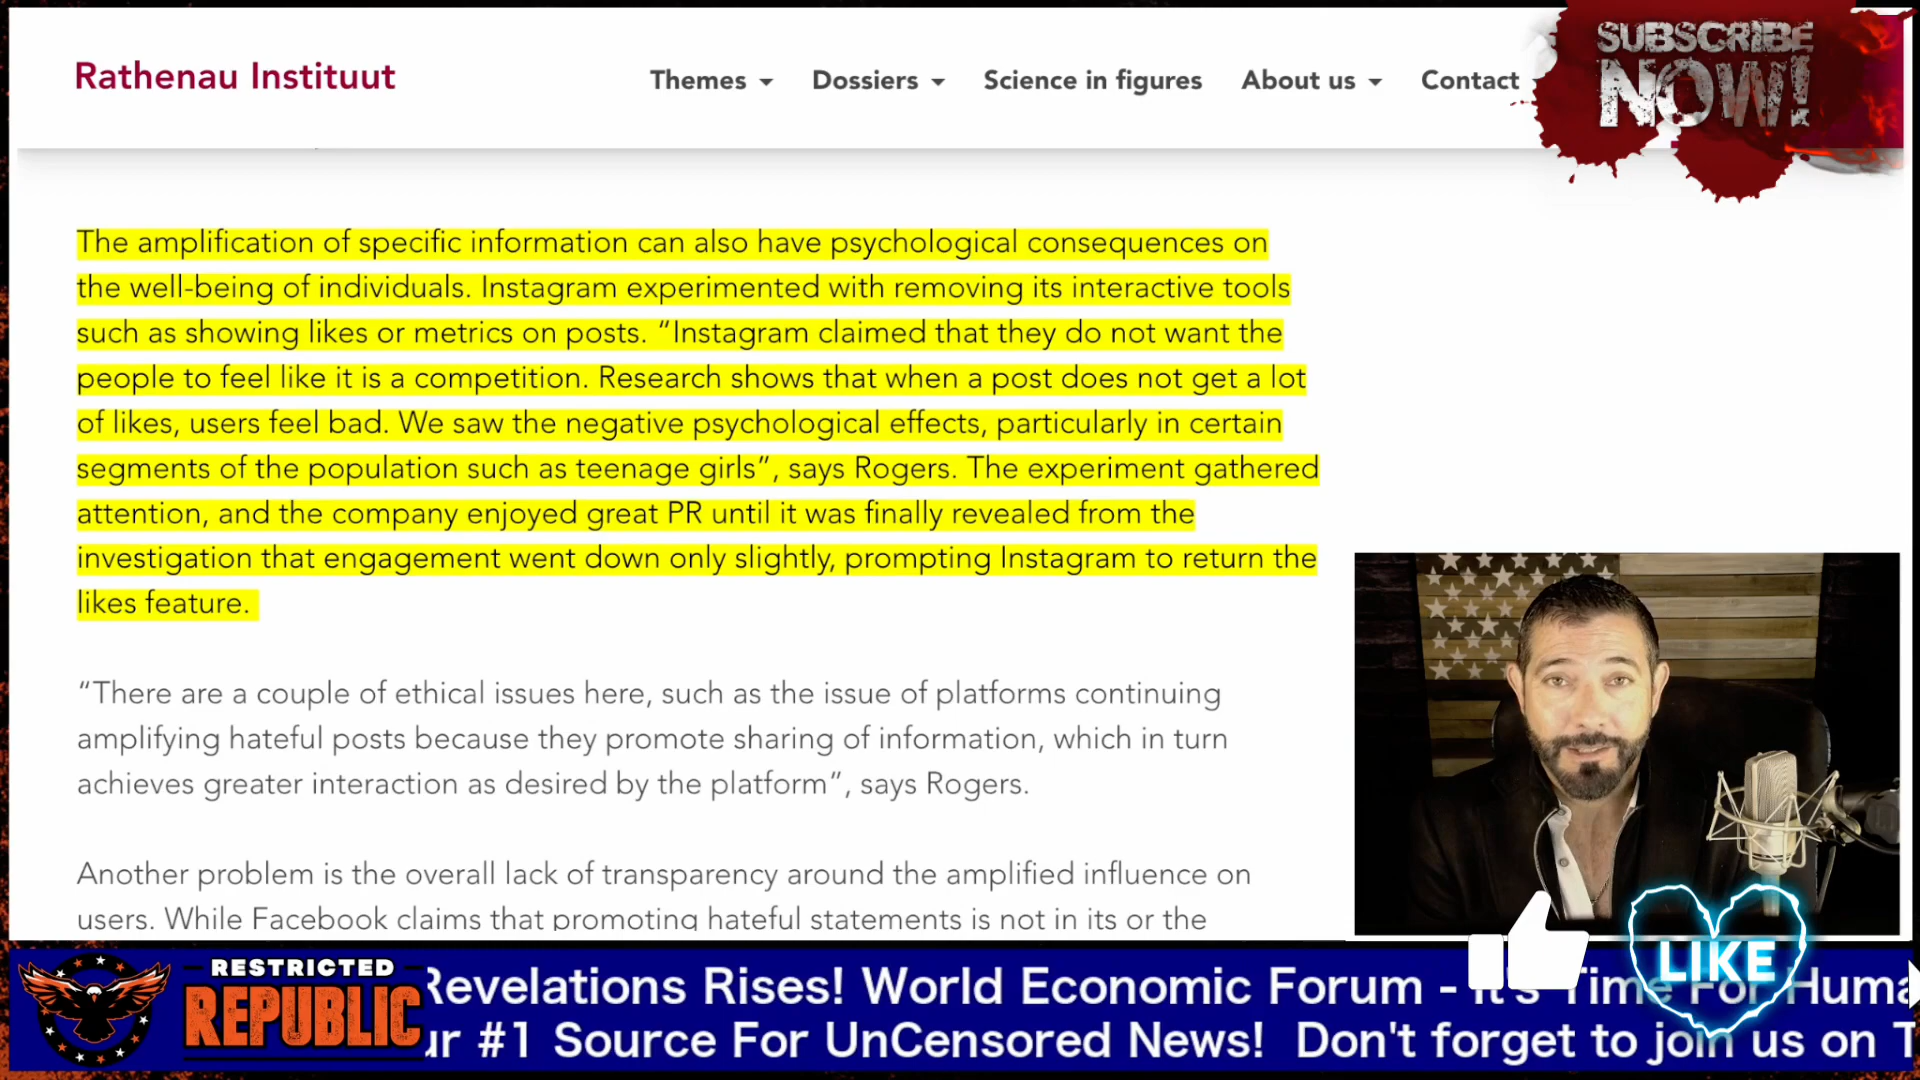 Rathenau Instituut
Themes Dossiers Science in figures About us Contact
SUBSCRIBE
NOW!
The amplification of specific information can also have psychological consequences on
the well-being of individuals. Instagram experimented with removing its interactive tools
such as showing likes or metrics on posts. “Instagram claimed that they do not want the
people to feel like it is a competition. Research shows that when a post does not get a lot
of likes, users feel bad. We saw the negative psychological effects, particularly in certain
segments of the population such as teenage girls”, says Rogers. The experiment gathered
attention, and the company enjoyed great PR until it was finally revealed from the
investigation that engagement went down only slightly, prompting Instagram to return the
likes feature.
“There are a couple of ethical issues here, such as the issue of platforms continuing
amplifying hateful posts because they promote sharing of information, which in turn
achieves greater interaction as desired by the platform”, says Rogers.
Another problem is the overall lack of transparency around the amplified influence on
users. While Facebook claims that promoting hateful statements is not in its or the
LIKE
RESTRICTED
REPUBLIC
Revelations Rises! World Economic Forum - It's Time For Huma
ur #1 Source For UnCensored News! Don't forget to join us on T